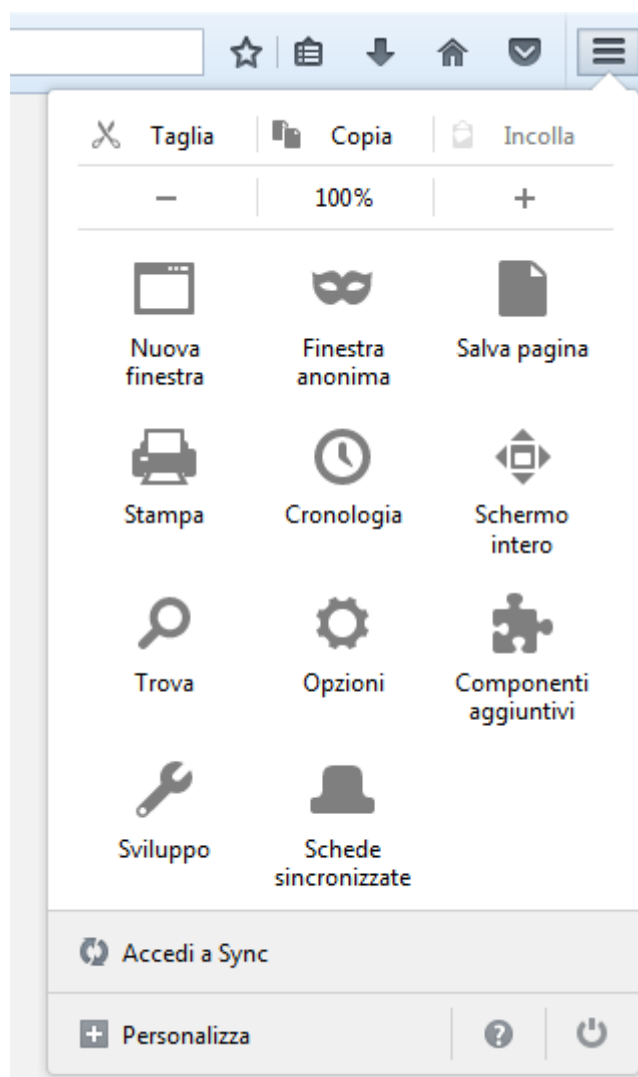 Taglia Copia Incolla
− 100% +
Nuova Finestra Salva pagina
finestra anonima
Stampa Cronologia Schermo
intero
Trova Opzioni Componenti
aggiuntivi
Sviluppo Schede
sincronizzate
Accedi a Sync
Personalizza ?